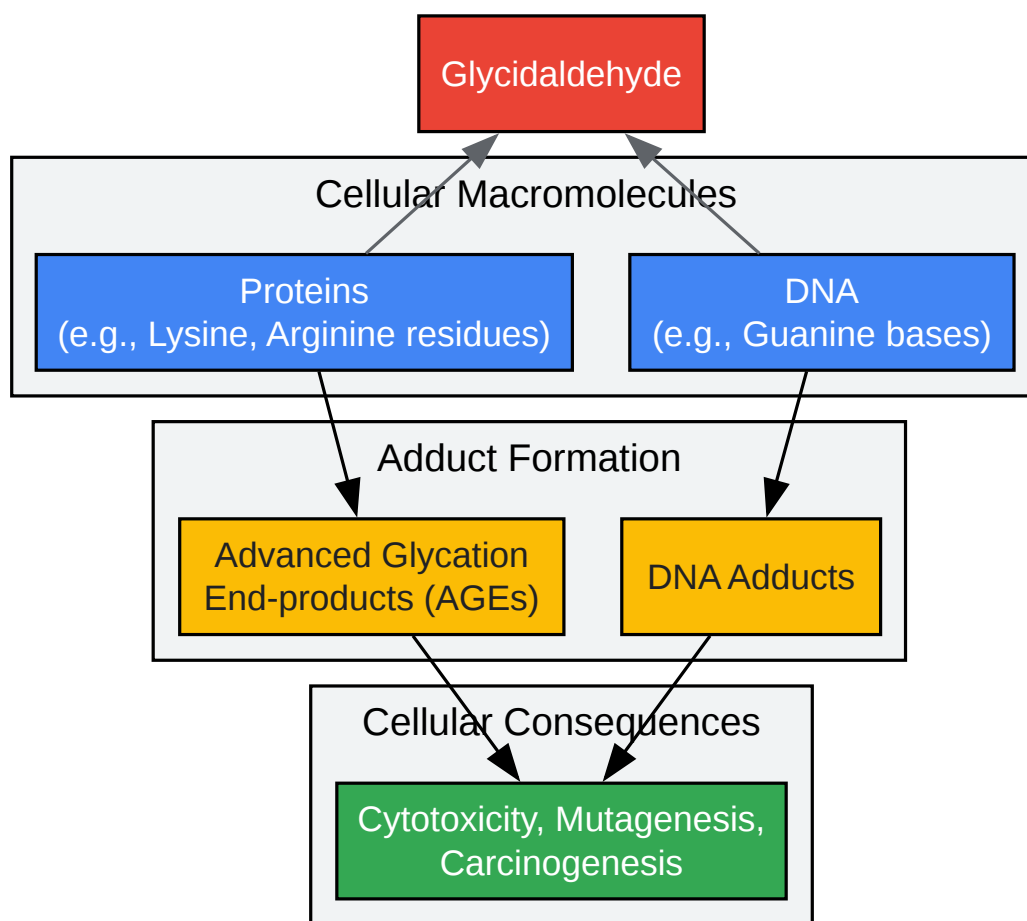 Glycidaldehyde
Cellular Macromolecules
Proteins
(e.g., Lysine, Arginine residues)
DNA
(e.g., Guanine bases)
Adduct Formation
Advanced Glycation
End-products (AGEs)
DNA Adducts
Cellular Consequences
Cytotoxicity, Mutagenesis,
Carcinogenesis